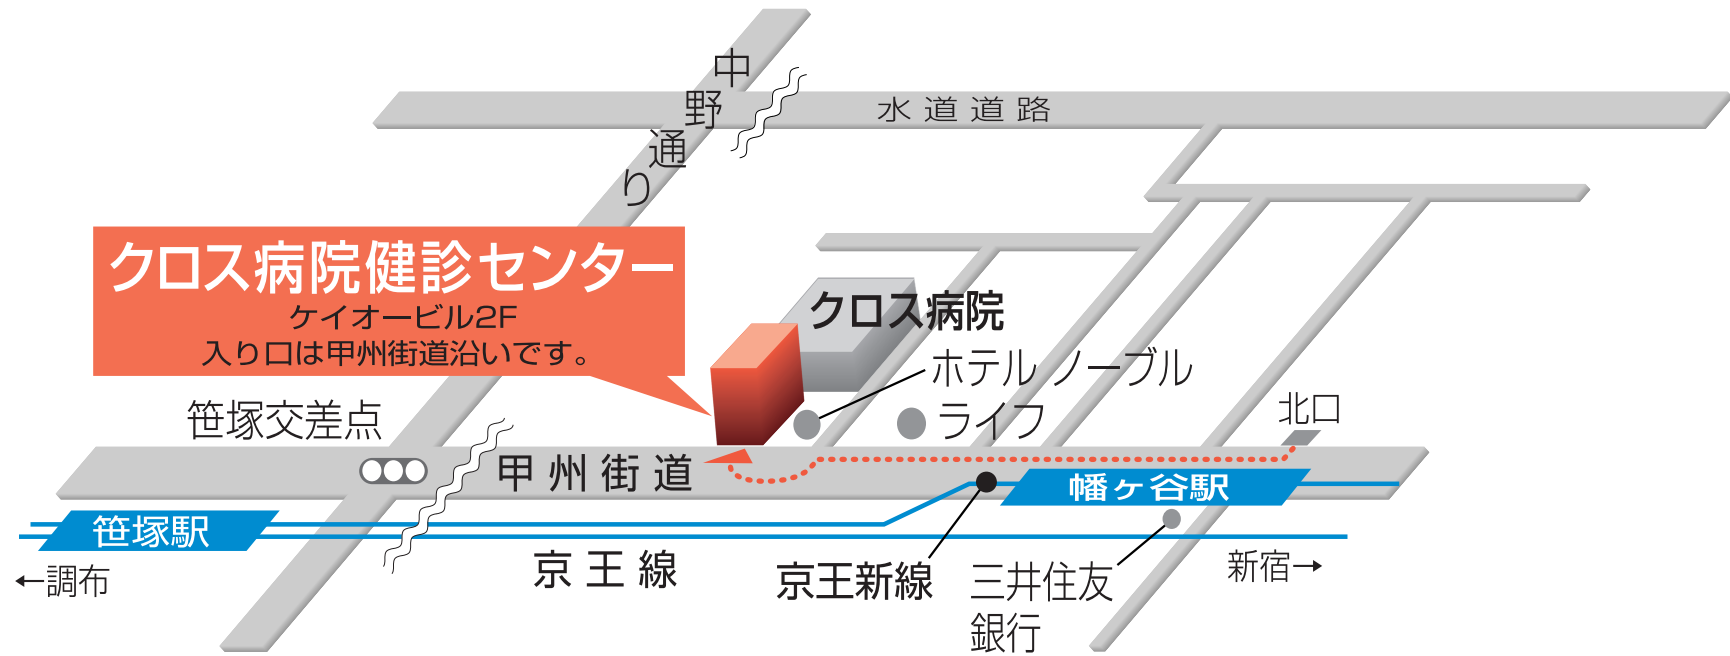 中野通り
水道道路
クロス病院健診センター
ケイオービル2F
入り口は甲州街道沿いです。
クロス病院
ホテル ノーブル
ライフ
北口
笹塚交差点
甲州街道
幡ヶ谷駅
笹塚駅
京王線
京王新線
三井住友
銀行
新宿→
←調布